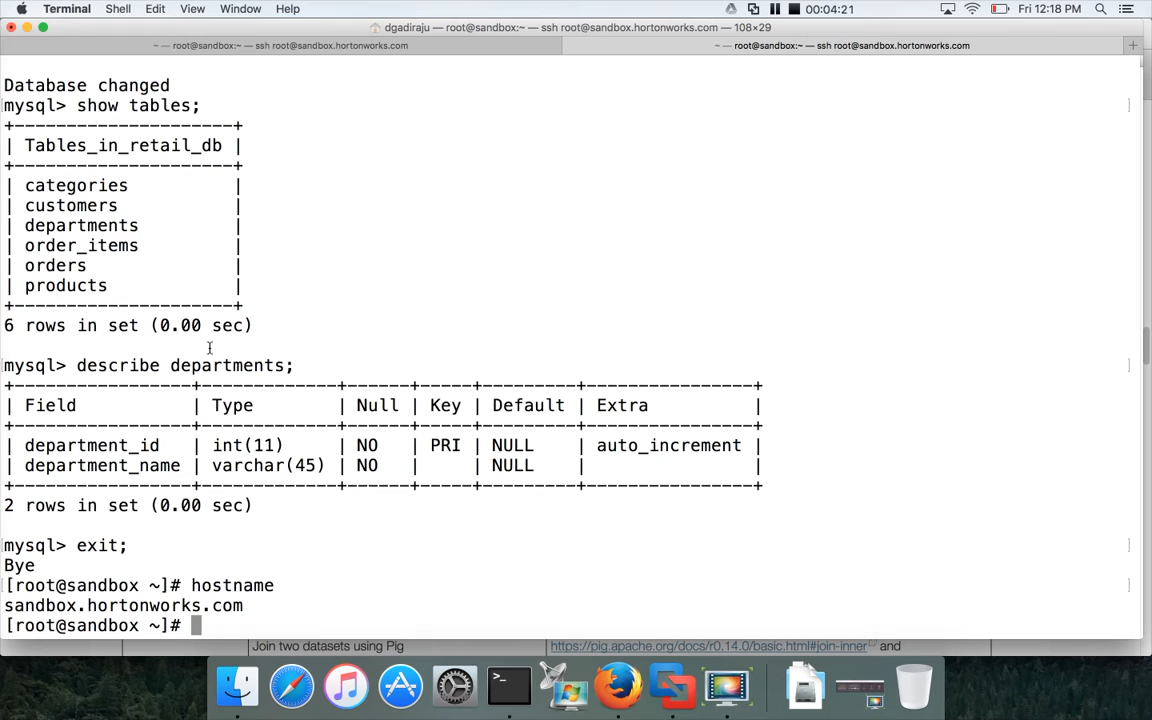 Terminal Shell Edit View Window Help 00:04:21 Fri 12:18 PM
dgadiraju — root@sandbox:~ — ssh root@sandbox.hortonworks.com — 108×29
~ — root@sandbox:~ — ssh root@sandbox.hortonworks.com ~ — root@sandbox:~ — ssh root@sandbox.hortonworks.com +
Database changed
mysql> show tables;
+---------------------+
| Tables_in_retail_db |
+---------------------+
| categories          |
| customers           |
| departments         |
| order_items         |
| orders              |
| products            |
+---------------------+
6 rows in set (0.00 sec)
mysql> describe departments;
+-----------------+-------------+------+-----+---------+----------------+
| Field           | Type        | Null | Key | Default | Extra          |
+-----------------+-------------+------+-----+---------+----------------+
| department_id   | int(11)     | NO   | PRI | NULL    | auto_increment |
| department_name | varchar(45) | NO   |     | NULL    |                |
+-----------------+-------------+------+-----+---------+----------------+
2 rows in set (0.00 sec)
mysql> exit;
Bye
[root@sandbox ~]# hostname
sandbox.hortonworks.com
[root@sandbox ~]#
Join two datasets using Pig https://pig.apache.org/docs/r0.14.0/basic.html#join-inner and